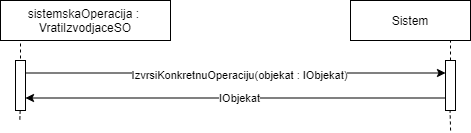 sistemskaOperacija :
VratiIzvodjaceSO
Sistem
IzvrsiKonkretnuOperaciju(objekat : IObjekat)
IObjekat